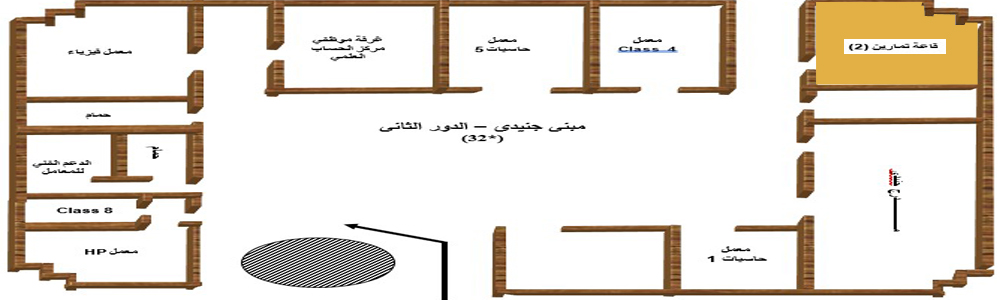 معمل فيزياء
غرفة موظفي
مركز الحساب
العلمي
معمل
حاسبات 5
معمل
Class 4
قاعة تمارين (2)
حمام
مبنى جنيدى – الدور الثانى
(32*)
الدعم الفني
للمعامل
Class 8
معمل HP
معمل
حاسبات 1